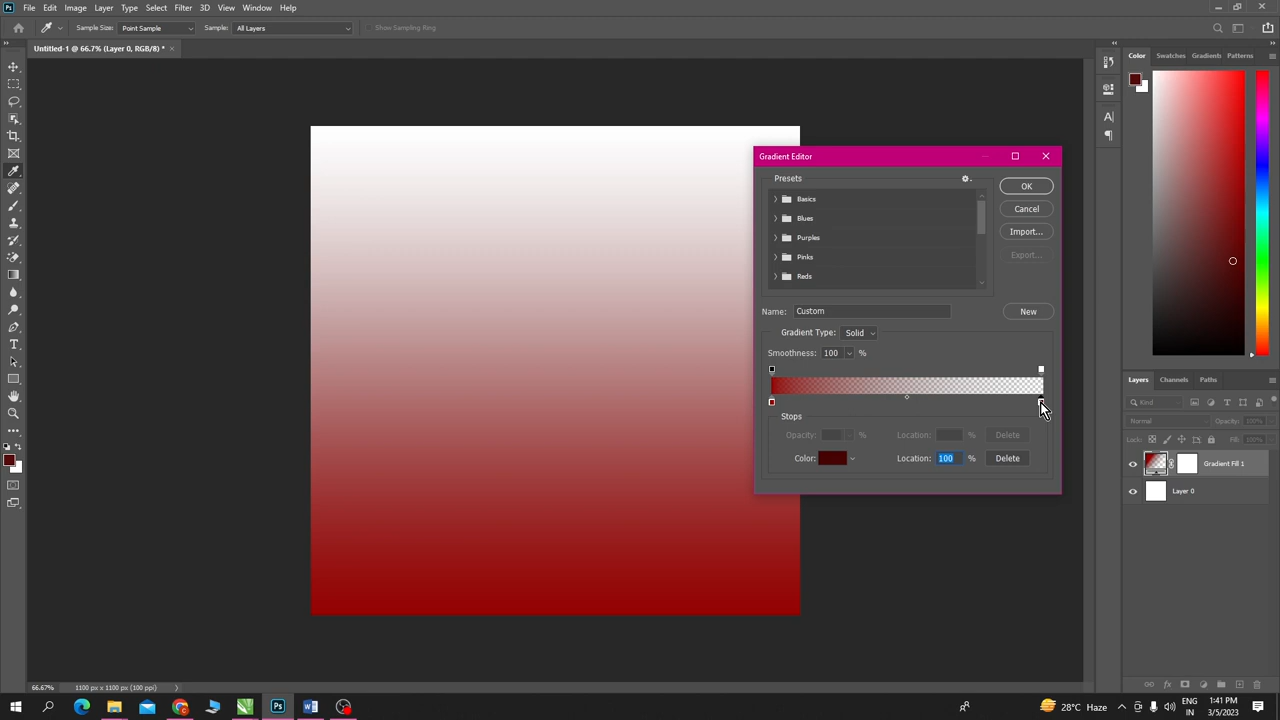 Ps File Edit Image Layer Type Select Filter 3D View Window Help
Sample Size: Point Sample Sample: All Layers Show Sampling Ring
Untitled-1 @ 66.7% (Layer 0, RGB/8) *
Color Swatches Gradients Patterns
Gradient Editor
Presets
Basics
Blues
Purples
Pinks
Reds
OK
Cancel
Import...
Export...
Name: Custom
New
Gradient Type: Solid
Smoothness: 100 %
Stops
Opacity: % Location: % Delete
Color: Location: 100 % Delete
Layers Channels Paths
Kind
Normal Opacity: 100%
Lock: Fill: 100%
Gradient Fill 1
Layer 0
66.67% 1100 px x 1100 px (100 ppi)
28°C Haze
ENG
IN
1:41 PM
3/5/2023